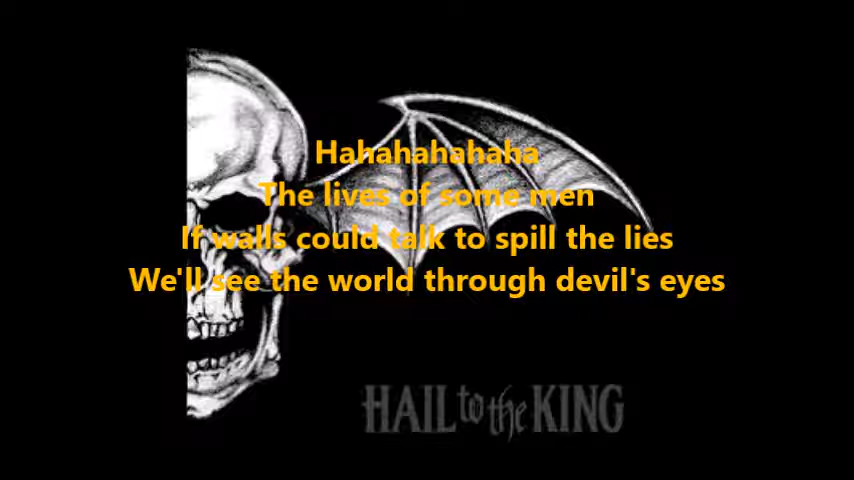 Hahahahahaha
The lives of some men
If walls could talk to spill the lies
We'll see the world through devil's eyes
HAIL to the KING